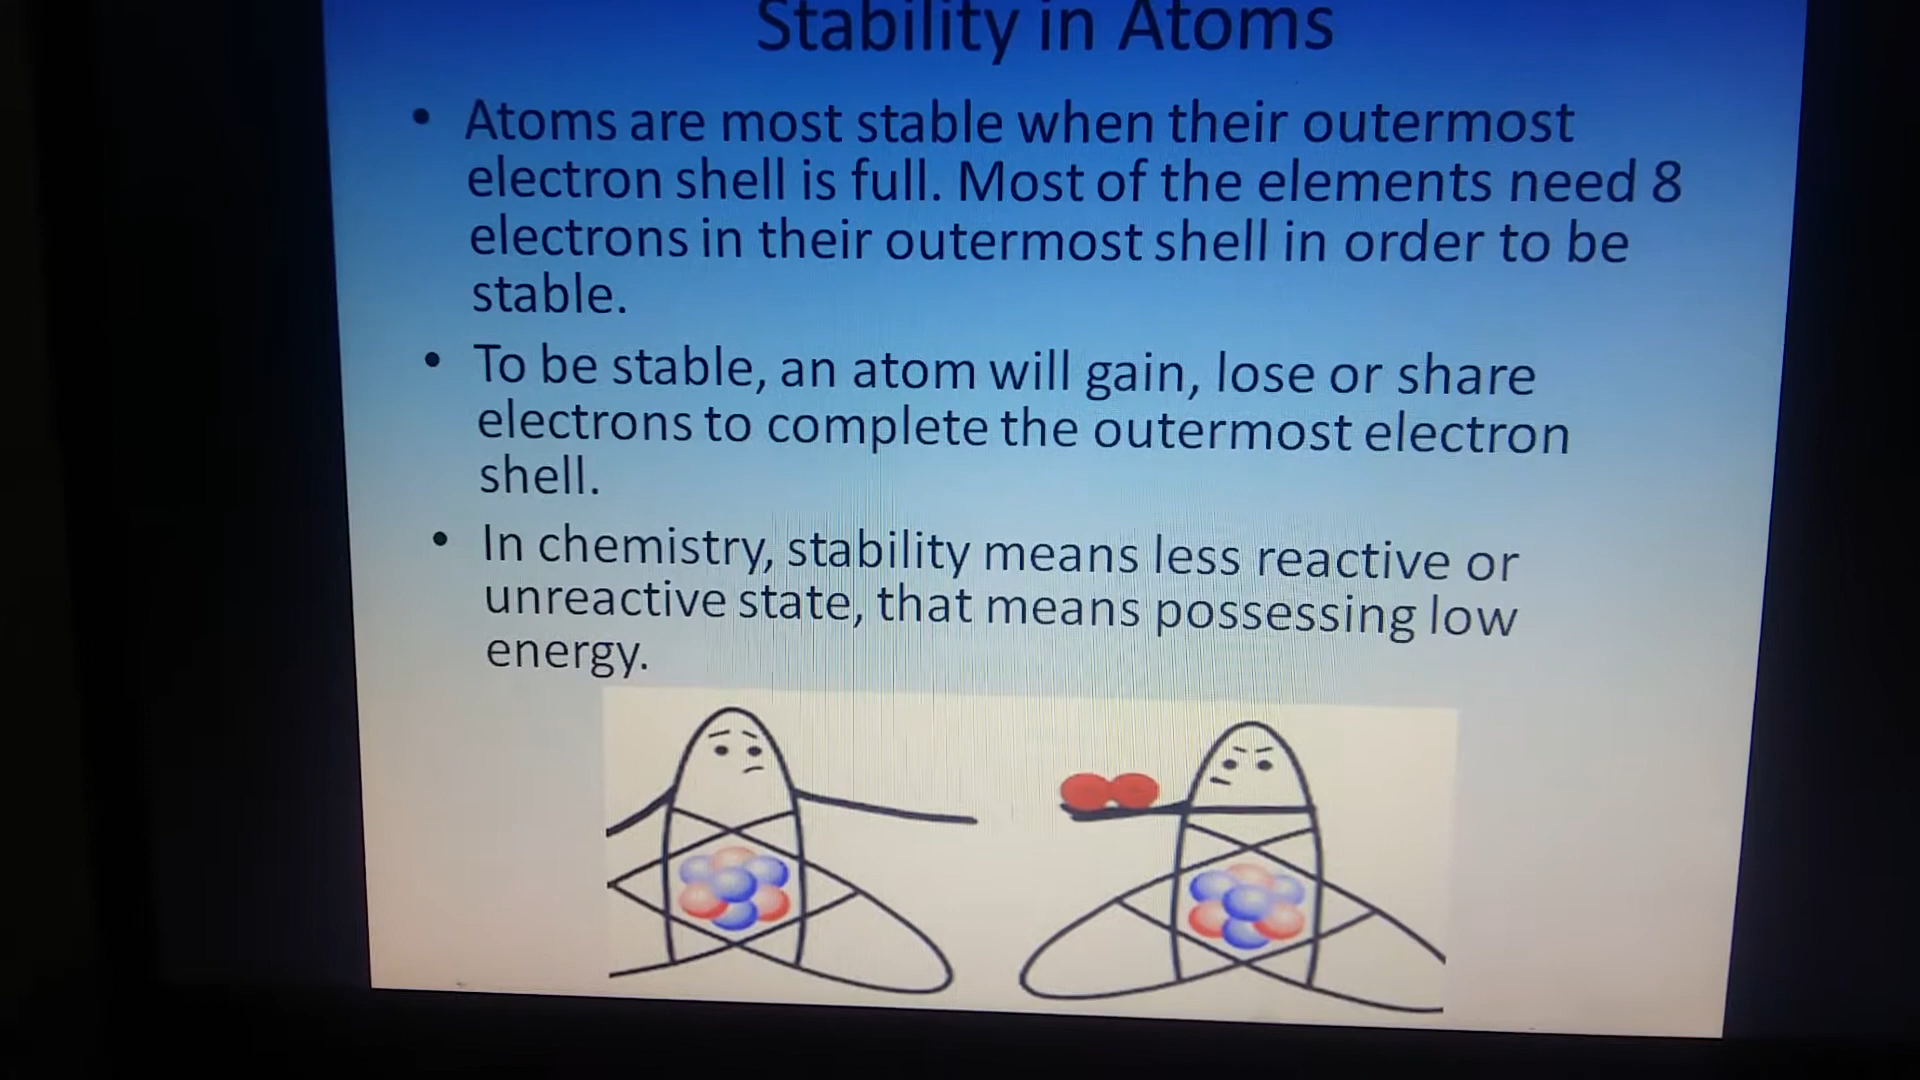 Stability in Atoms
• Atoms are most stable when their outermost
electron shell is full. Most of the elements need 8
electrons in their outermost shell in order to be
stable.
• To be stable, an atom will gain, lose or share
electrons to complete the outermost electron
shell.
• In chemistry, stability means less reactive or
unreactive state, that means possessing low
energy.